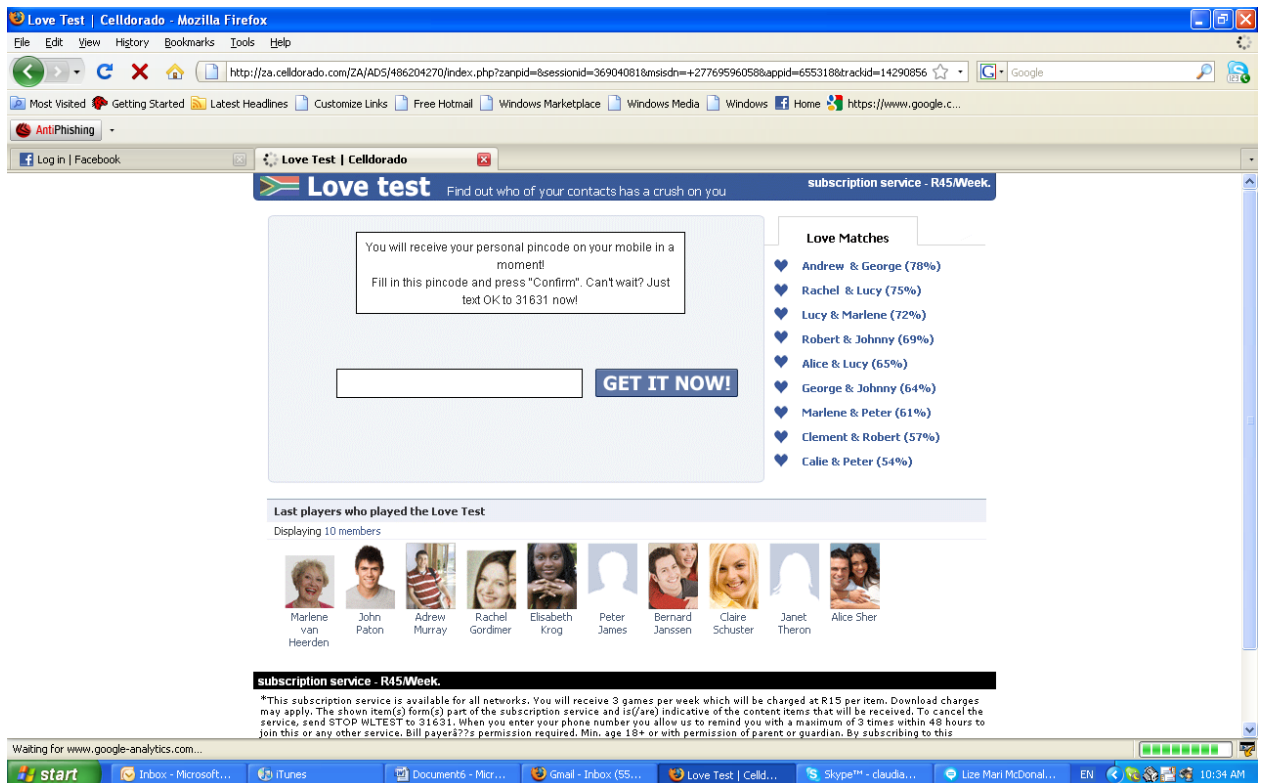 Love Test | Celldorado - Mozilla Firefox
File Edit View History Bookmarks Tools Help
http://za.celldorado.com/ZA/ADS/486204270/index.php?zanpid=&sessionid=36904081&msisdn=+27769596058&appid=655318&trackid=14290856
Google
Most Visited Getting Started Latest Headlines Customize Links Free Hotmail Windows Marketplace Windows Media Windows Home https://www.google.c...
AntiPhishing
Log in | Facebook Love Test | Celldorado
Love test Find out who of your contacts has a crush on you subscription service - R45/Week.
You will receive your personal pincode on your mobile in a
moment!
Fill in this pincode and press "Confirm". Can't wait? Just
text OK to 31631 now!
GET IT NOW!
Love Matches
Andrew & George (78%)
Rachel & Lucy (75%)
Lucy & Marlene (72%)
Robert & Johnny (69%)
Alice & Lucy (65%)
George & Johnny (64%)
Marlene & Peter (61%)
Clement & Robert (57%)
Calie & Peter (54%)
Last players who played the Love Test
Displaying 10 members
Marlene van Heerden
John Paton
Adrew Murray
Rachel Gordimer
Elisabeth Krog
Peter James
Bernard Janssen
Claire Schuster
Janet Theron
Alice Sher
subscription service - R45/Week.
*This subscription service is available for all networks. You will receive 3 games per week which will be charged at R15 per item. Download charges
may apply. The shown item(s) form(s) part of the subscription service and is(/are) indicative of the content items that will be received. To cancel the
service, send STOP WLTEST to 31631. When you enter your phone number you allow us to remind you with a maximum of 3 times within 48 hours to
join this or any other service. Bill payerâ??s permission required. Min. age 18+ or with permission of parent or guardian. By subscribing to this
Waiting for www.google-analytics.com...
start Inbox - Microsoft... iTunes Document6 - Micr... Gmail - Inbox (55... Love Test | Celld... Skype™ - claudia... Lize Mari McDonal... EN 10:34 AM